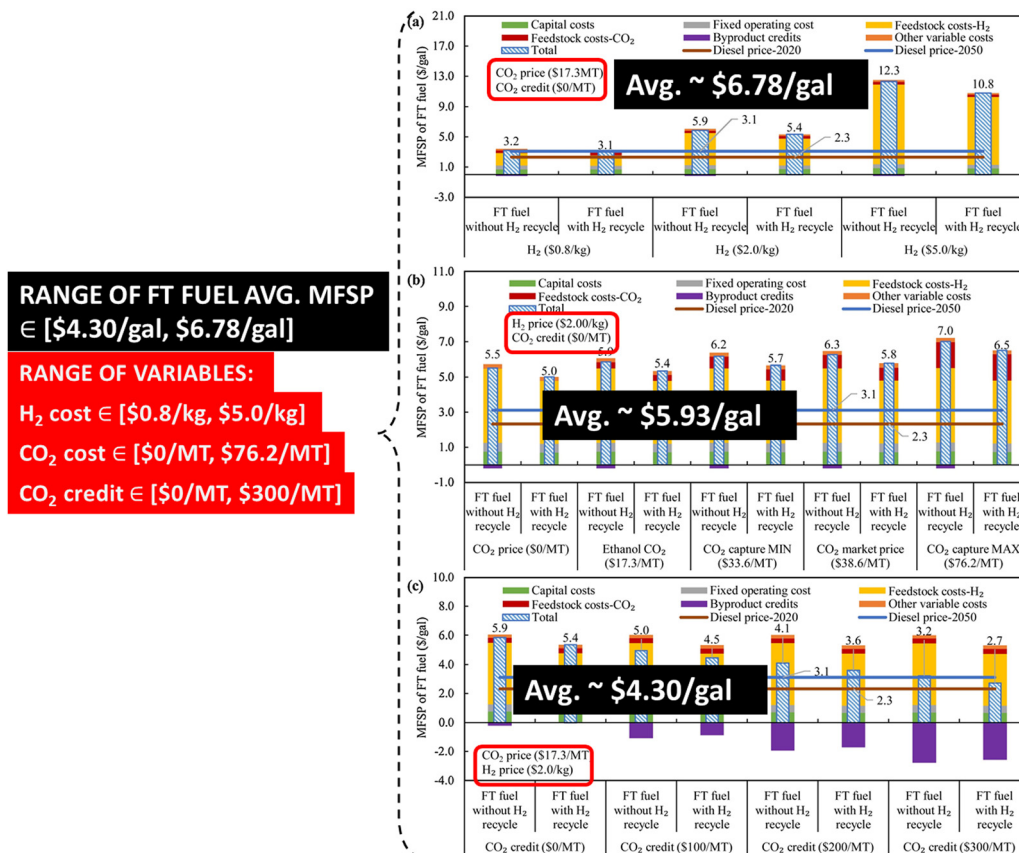 RANGE OF FT FUEL AVG. MFSP
∈ [$4.30/gal, $6.78/gal]
RANGE OF VARIABLES:
H₂ cost ∈ [$0.8/kg, $5.0/kg]
CO₂ cost ∈ [$0/MT, $76.2/MT]
CO₂ credit ∈ [$0/MT, $300/MT]
(a)
MFSP of FT fuel ($/gal)
21.0
17.0
13.0
9.0
5.0
1.0
-3.0
Capital costs
Fixed operating cost
Feedstock costs-H₂
Feedstock costs-CO₂
Byproduct credits
Other variable costs
Total
Diesel price-2020
Diesel price-2050
CO₂ price ($17.3MT)
CO₂ credit ($0/MT)
Avg. ~ $6.78/gal
3.2
3.1
5.9
3.1
5.4
2.3
12.3
10.8
FT fuel without H₂ recycle
FT fuel with H₂ recycle
FT fuel without H₂ recycle
FT fuel with H₂ recycle
FT fuel without H₂ recycle
FT fuel with H₂ recycle
H₂ ($0.8/kg)
H₂ ($2.0/kg)
H₂ ($5.0/kg)
(b)
MFSP of FT fuel ($/gal)
11.0
9.0
7.0
5.0
3.0
1.0
-1.0
Capital costs
Fixed operating cost
Feedstock costs-H₂
Feedstock costs-CO₂
Byproduct credits
Other variable costs
Total
Diesel price-2020
Diesel price-2050
H₂ price ($2.00/kg)
CO₂ credit ($0/MT)
Avg. ~ $5.93/gal
5.5
5.0
5.9
5.4
6.2
5.7
6.3
3.1
5.8
2.3
7.0
6.5
FT fuel without H₂ recycle
FT fuel with H₂ recycle
FT fuel without H₂ recycle
FT fuel with H₂ recycle
FT fuel without H₂ recycle
FT fuel with H₂ recycle
FT fuel without H₂ recycle
FT fuel with H₂ recycle
FT fuel without H₂ recycle
FT fuel with H₂ recycle
CO₂ price ($0/MT)
Ethanol CO₂ ($17.3/MT)
CO₂ capture MIN ($33.6/MT)
CO₂ market price ($38.6/MT)
CO₂ capture MAX ($76.2/MT)
(c)
MFSP of FT fuel ($/gal)
10.0
8.0
6.0
4.0
2.0
0.0
-2.0
-4.0
Capital costs
Fixed operating cost
Feedstock costs-H₂
Feedstock costs-CO₂
Byproduct credits
Other variable costs
Total
Diesel price-2020
Diesel price-2050
Avg. ~ $4.30/gal
5.9
5.4
5.0
4.5
4.1
3.1
3.6
2.3
3.2
2.7
CO₂ price ($17.3/MT
H₂ price ($2.0/kg)
FT fuel without H₂ recycle
FT fuel with H₂ recycle
FT fuel without H₂ recycle
FT fuel with H₂ recycle
FT fuel without H₂ recycle
FT fuel with H₂ recycle
FT fuel without H₂ recycle
FT fuel with H₂ recycle
CO₂ credit ($0/MT)
CO₂ credit ($100/MT)
CO₂ credit ($200/MT)
CO₂ credit ($300/MT)